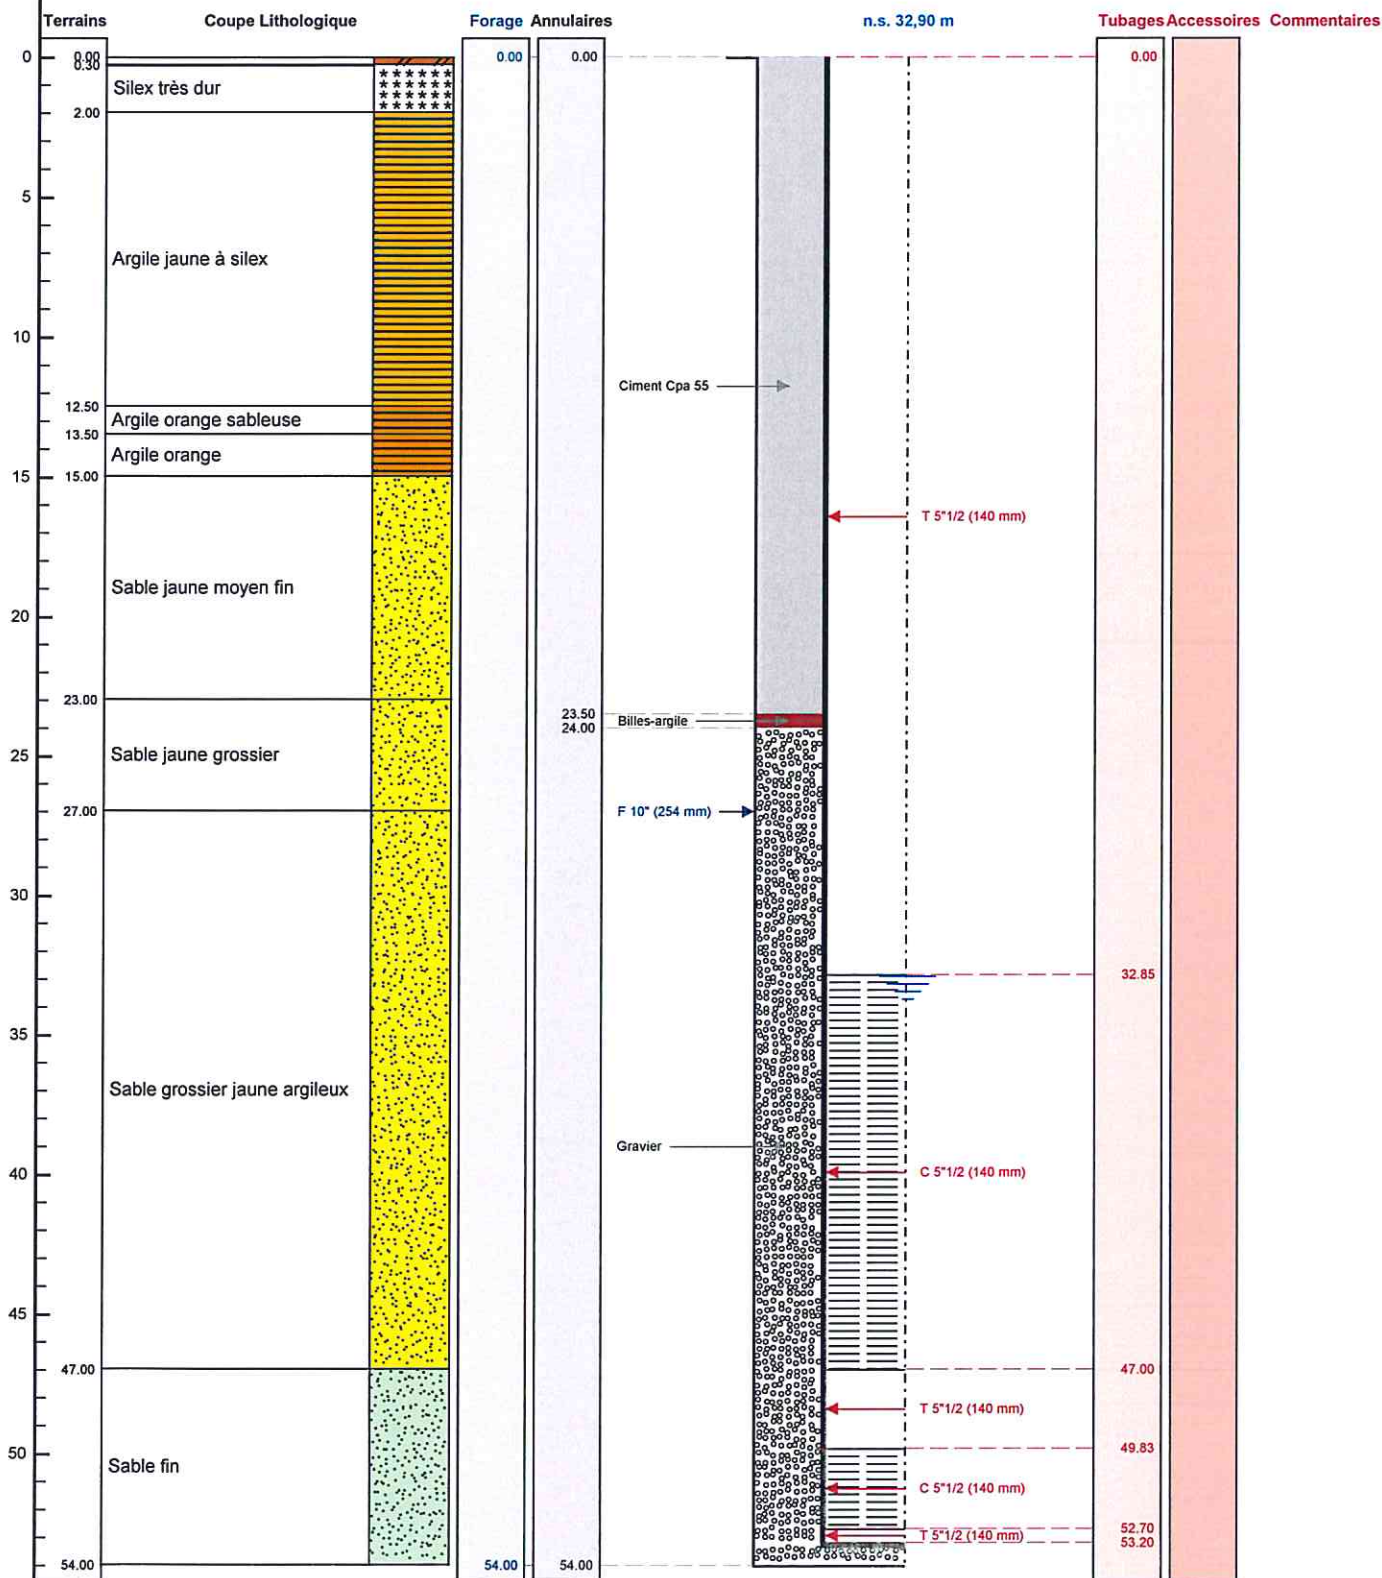 Terrains Coupe Lithologique Forage Annulaires n.s. 32,90 m Tubages Accessoires Commentaires
0 0.00 0.00 0.00 0.00
0.30
Silex très dur
2.00
5
Argile jaune à silex
10
Ciment Cpa 55
12.50
Argile orange sableuse
13.50
Argile orange
15 15.00
T 5"1/2 (140 mm)
Sable jaune moyen fin
20
23.00
23.50
Billes-argile
24.00
Sable jaune grossier
25
27.00 F 10" (254 mm)
30
32.85
35
Sable grossier jaune argileux
Gravier
40 C 5"1/2 (140 mm)
45
47.00 47.00
T 5"1/2 (140 mm)
49.83
50
Sable fin
C 5"1/2 (140 mm)
52.70
T 5"1/2 (140 mm)
53.20
54.00 54.00 54.00